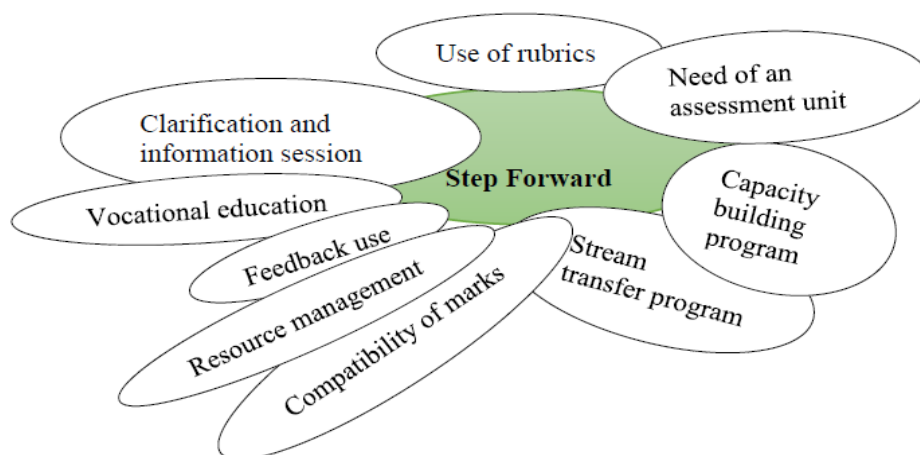 Use of rubrics
Need of an
assessment unit
Clarification and
information session
Step Forward
Capacity
building
program
Vocational education
Feedback use
Stream
transfer program
Resource management
Compatibility of marks